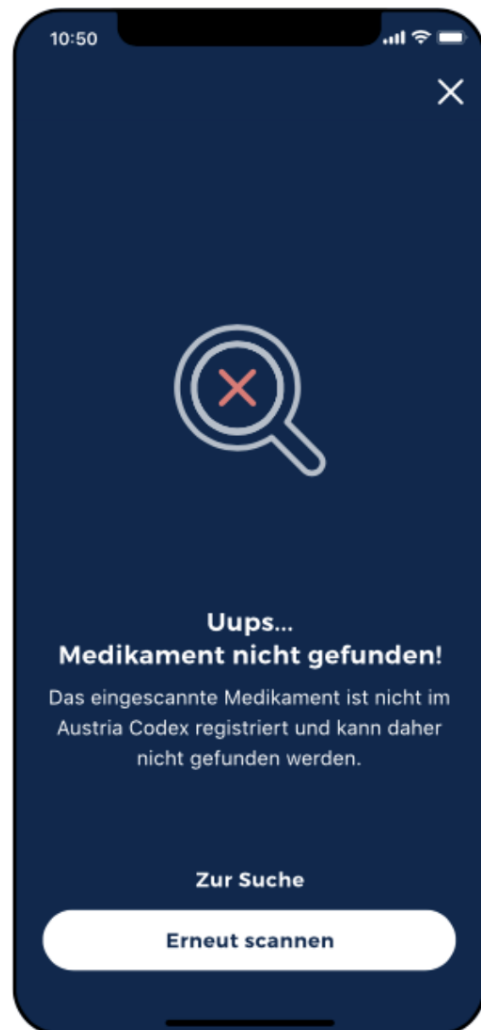 10:50
Uups...
Medikament nicht gefunden!
Das eingescannte Medikament ist nicht im
Austria Codex registriert und kann daher
nicht gefunden werden.
Zur Suche
Erneut scannen